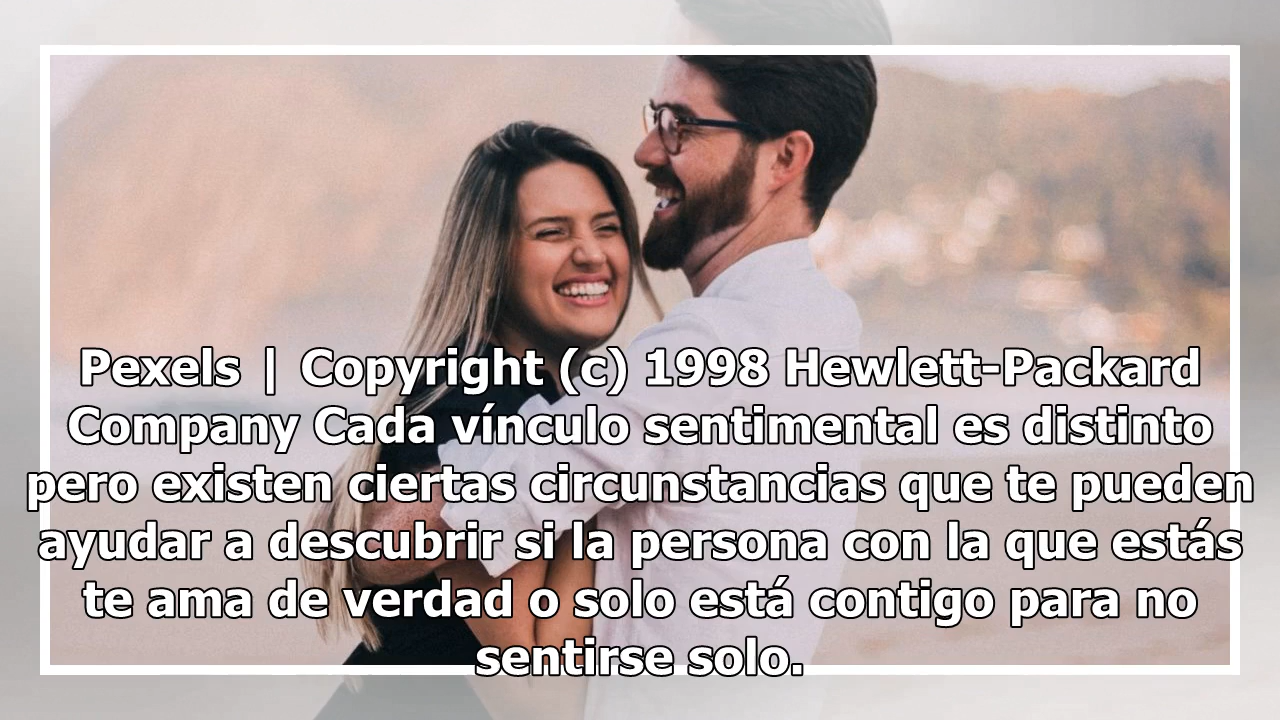 Pexels | Copyright (c) 1998 Hewlett-Packard
Company Cada vínculo sentimental es distinto
pero existen ciertas circunstancias que te pueden
ayudar a descubrir si la persona con la que estás
te ama de verdad o solo está contigo para no
sentirse solo.